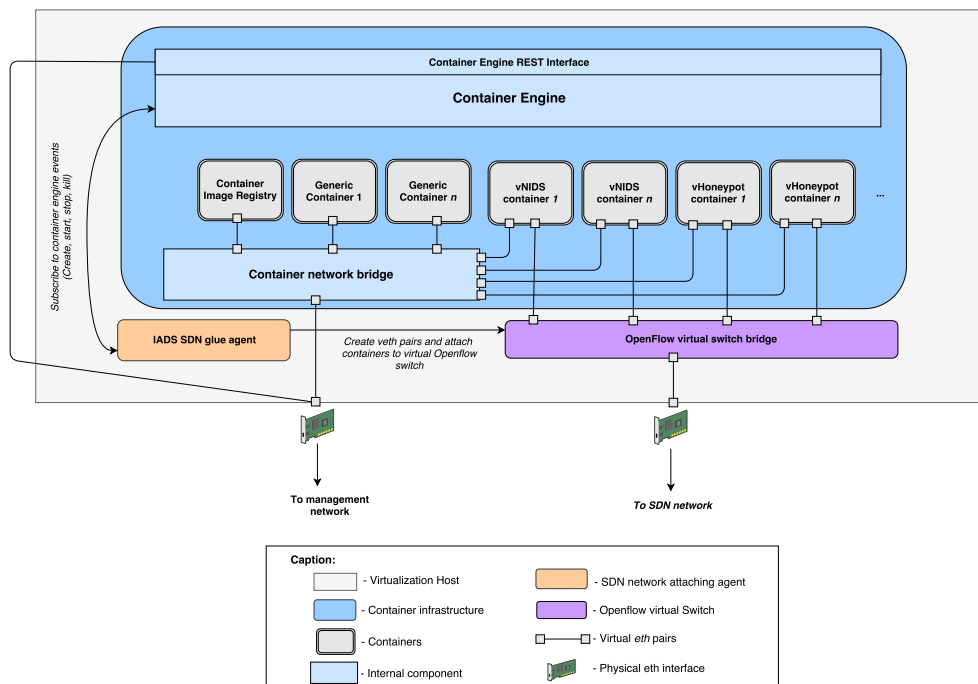 Container Engine REST Interface
Container Engine
Subscribe to container engine events
(Create, start, stop, kill)
Container
Image Registry
Generic
Container 1
Generic
Container n
vNIDS
container 1
vNIDS
container n
vHoneypot
container 1
vHoneypot
container n
...
Container network bridge
IADS SDN glue agent
Create veth pairs and attach
containers to virtual Openflow
switch
OpenFlow virtual switch bridge
To management
network
To SDN network
Caption:
- Virtualization Host
- SDN network attaching agent
- Container infrastructure
- Openflow virtual Switch
- Containers
- Virtual eth pairs
- Internal component
- Physical eth interface